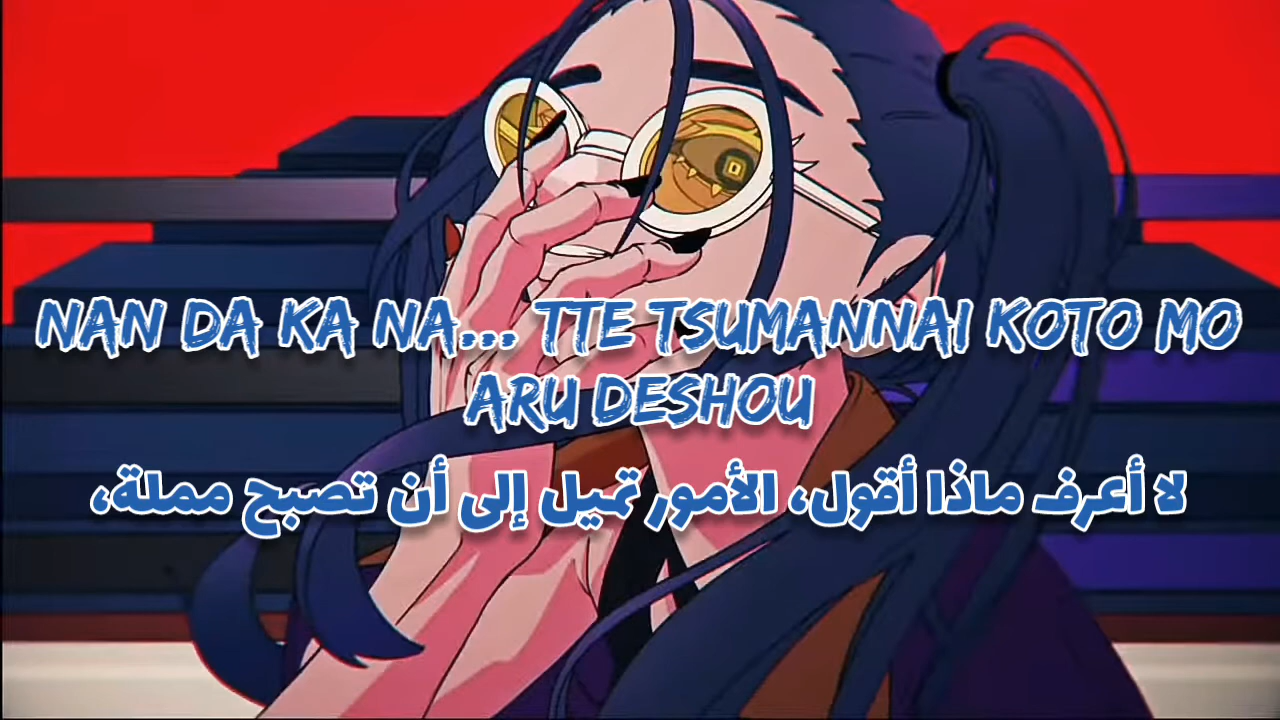 NAN DA KA NA... TTE TSUMANNAI KOTO MO
ARU DESHOU
لا أعرف ماذا أقول، الأمور تميل إلى أن تصبح مملة،